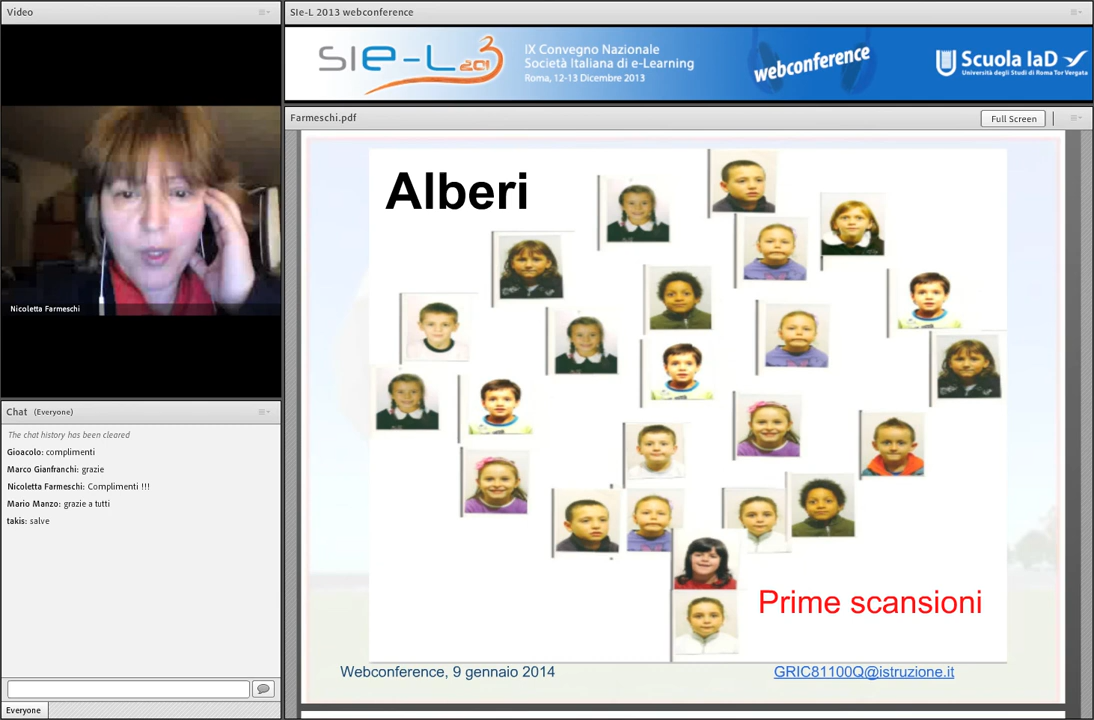 Video
Nicoletta Farmeschi
Chat (Everyone)
The chat history has been cleared
Gioacolo: complimenti
Marco Gianfranchi: grazie
Nicoletta Farmeschi: Complimenti !!!
Mario Manzo: grazie a tutti
takis: salve
Everyone
SIe-L 2013 webconference
SIe-L 2013
IX Convegno Nazionale
Società Italiana di e-Learning
Roma, 12-13 Dicembre 2013
webconference
Scuola IaD
Università degli Studi di Roma Tor Vergata
Farmeschi.pdf
Full Screen
Alberi
Prime scansioni
Webconference, 9 gennaio 2014
GRIC81100Q@istruzione.it